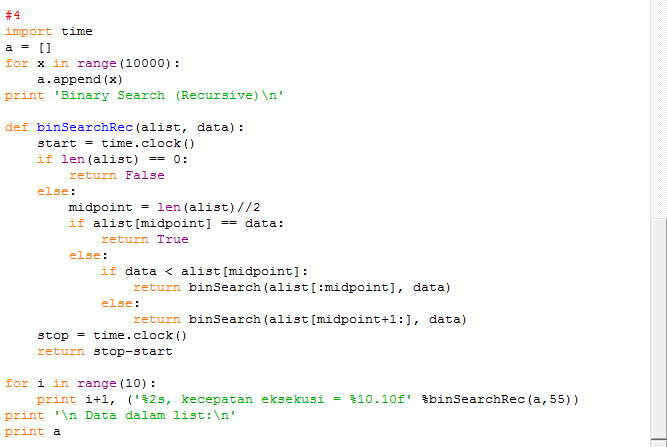 #4
import time
a = []
for x in range(10000):
    a.append(x)
print 'Binary Search (Recursive)\n'
def binSearchRec(alist, data):
    start = time.clock()
    if len(alist) == 0:
        return False
    else:
        midpoint = len(alist)//2
        if alist[midpoint] == data:
            return True
        else:
            if data < alist[midpoint]:
                return binSearch(alist[:midpoint], data)
            else:
                return binSearch(alist[midpoint+1:], data)
    stop = time.clock()
    return stop-start
for i in range(10):
    print i+1, ('%2s, kecepatan eksekusi = %10.10f' %binSearchRec(a,55))
print '\n Data dalam list:\n'
print a